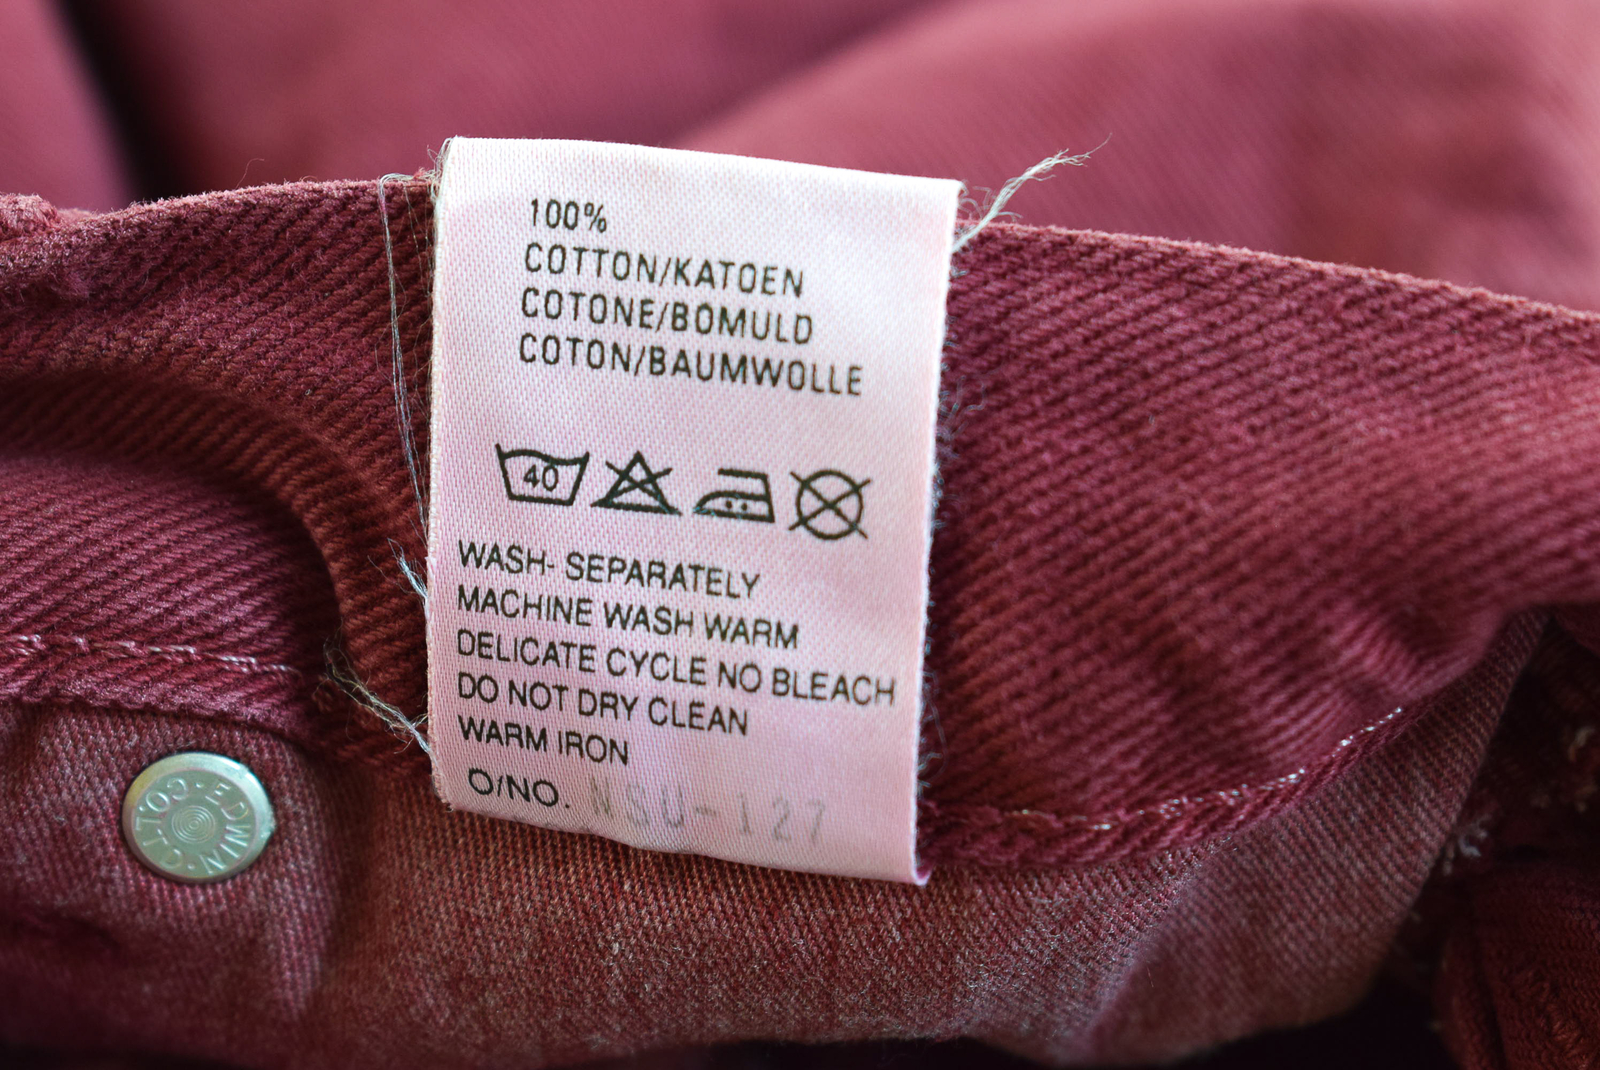 100%
COTTON/KATOEN
COTONE/BOMULD
COTON/BAUMWOLLE
40
WASH- SEPARATELY
MACHINE WASH WARM
DELICATE CYCLE NO BLEACH
DO NOT DRY CLEAN
WARM IRON
O/NO. NSU-127
EDWIN · CO.LTD